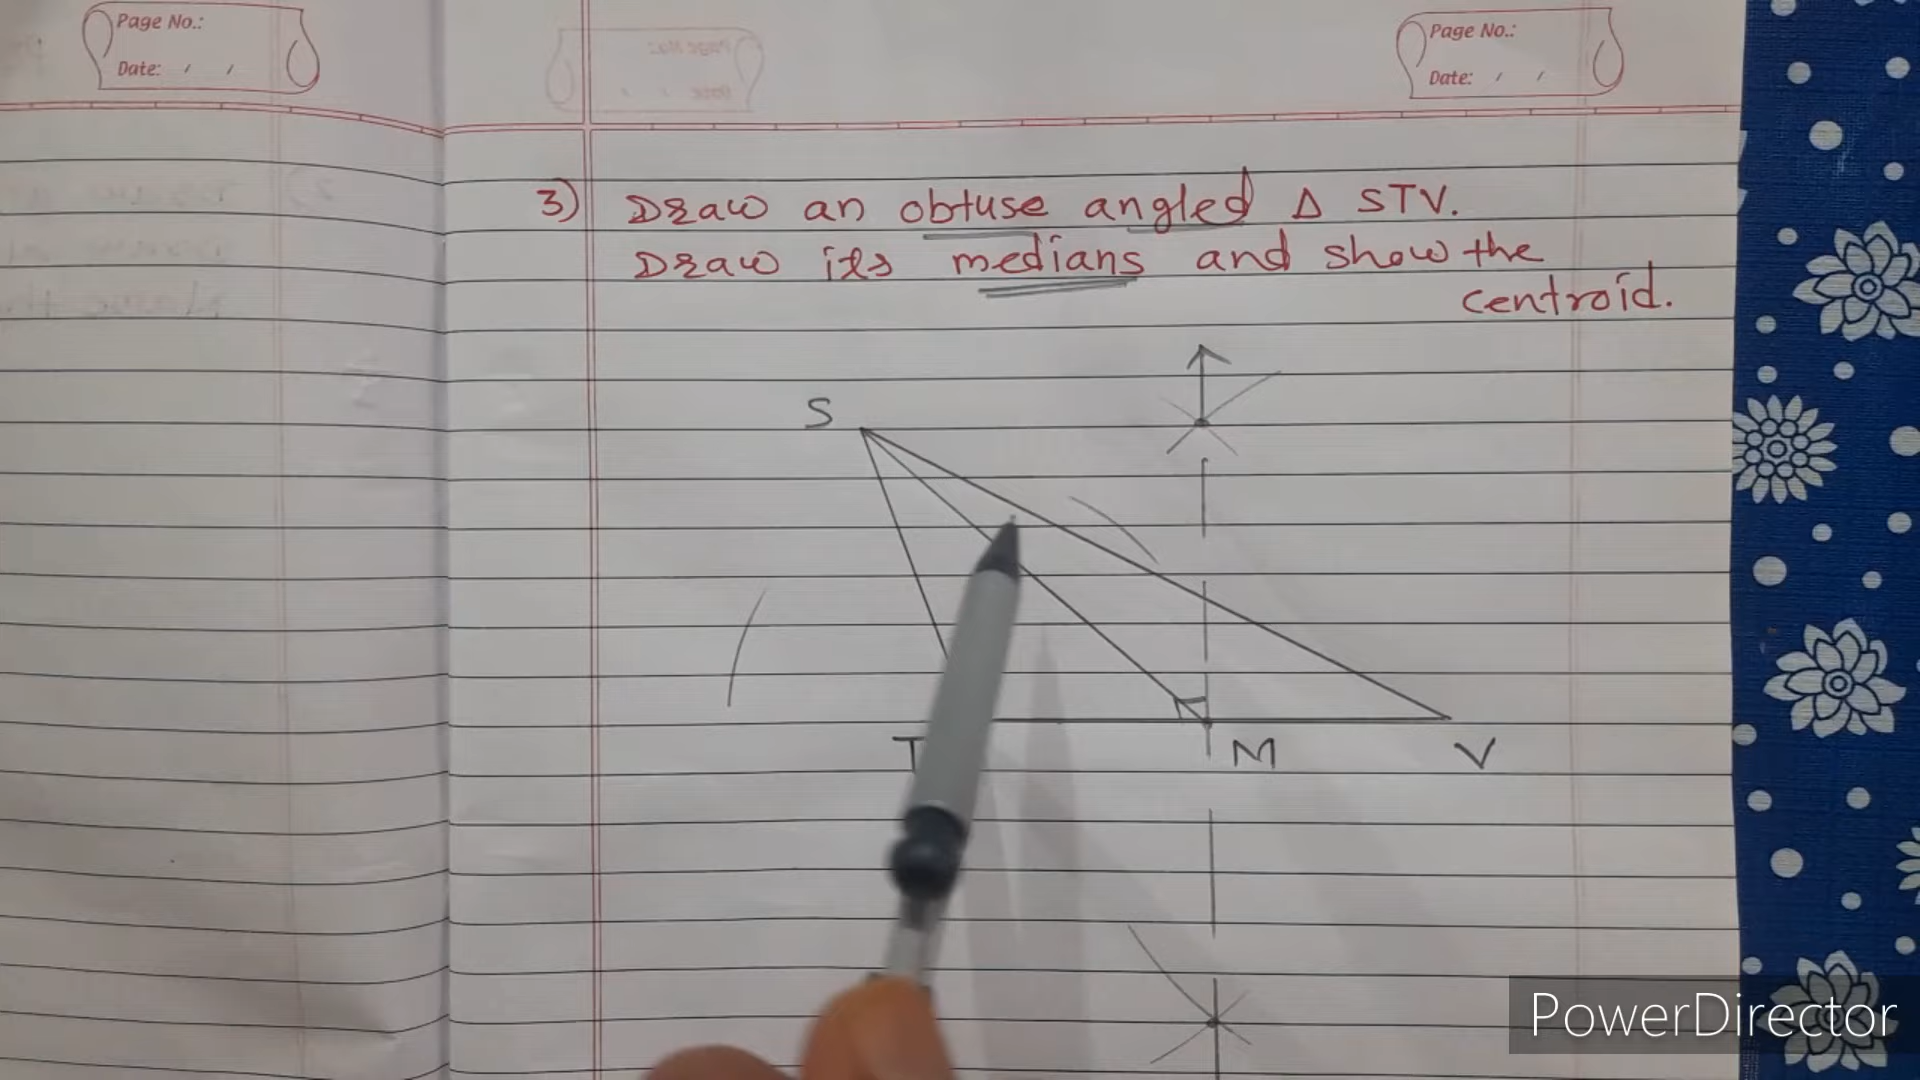 Page No.:
Date: / /
Page No.:
Date: / /
3) Draw an obtuse angled Δ STV.
Draw its medians and show the
centroid.
S
T
M
V
PowerDirector